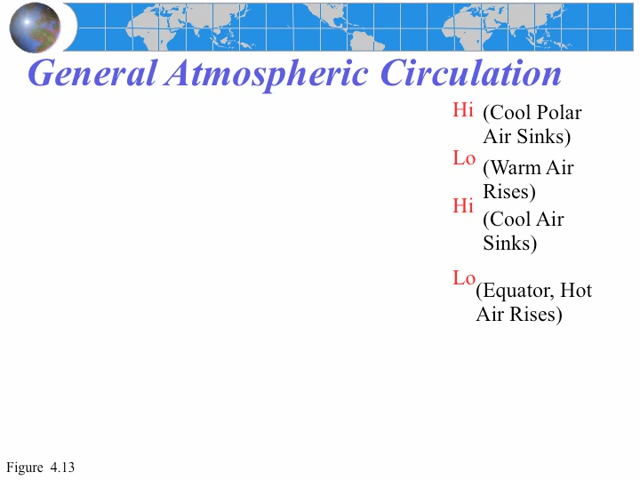 General Atmospheric Circulation
Hi (Cool Polar
Air Sinks)
Lo (Warm Air
Rises)
Hi (Cool Air
Sinks)
Lo (Equator, Hot
Air Rises)
Figure 4.13